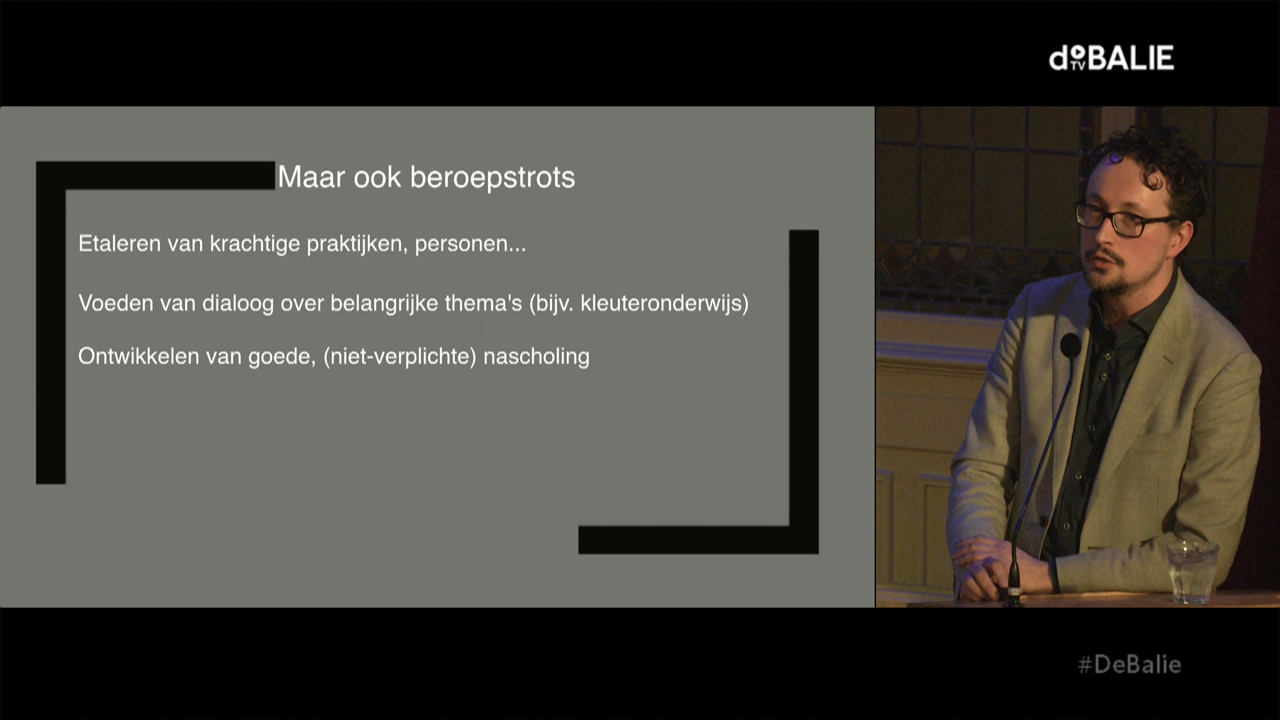 deBALIE
TV
Maar ook beroepstrots
Etaleren van krachtige praktijken, personen...
Voeden van dialoog over belangrijke thema's (bijv. kleuteronderwijs)
Ontwikkelen van goede, (niet-verplichte) nascholing
#DeBalie